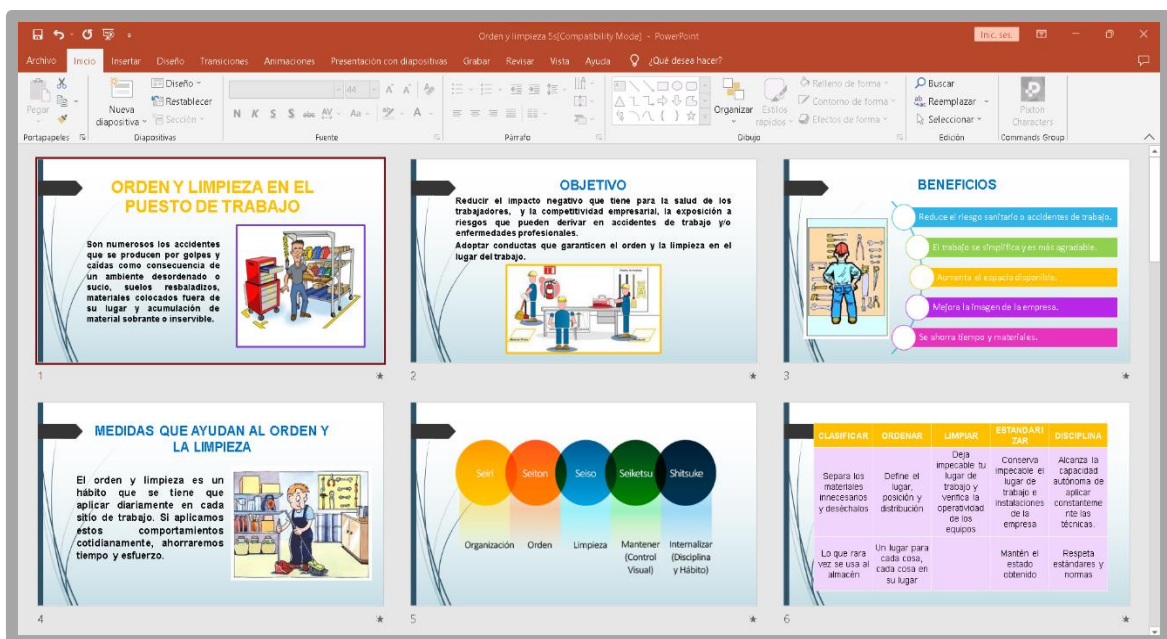 Orden y limpieza 5s[Compatibility Mode] - PowerPoint
Inic. ses.
Archivo Inicio Insertar Diseño Transiciones Animaciones Presentación con diapositivas Grabar Revisar Vista Ayuda ¿Qué desea hacer?
Pegar
Nueva
diapositiva
Diseño
Restablecer
Sección
44
N K S S abc AV Aa A
Organizar
Estilos
rápidos
Relleno de forma
Contorno de forma
Efectos de forma
Buscar
Reemplazar
Seleccionar
Pixton
Characters
Portapapeles
Diapositivas
Fuente
Párrafo
Dibujo
Edición
Commands Group
ORDEN Y LIMPIEZA EN EL
PUESTO DE TRABAJO
Son numerosos los accidentes
que se producen por golpes y
caídas como consecuencia de
un ambiente desordenado o
sucio, suelos resbaladizos,
materiales colocados fuera de
su lugar y acumulación de
material sobrante o inservible.
1
OBJETIVO
Reducir el impacto negativo que tiene para la salud de los
trabajadores, y la competitividad empresarial, la exposición a
riesgos que pueden derivar en accidentes de trabajo y/o
enfermedades profesionales.
Adoptar conductas que garanticen el orden y la limpieza en el
lugar del trabajo.
2
BENEFICIOS
Reduce el riesgo sanitario o accidentes de trabajo.
El trabajo se simplifica y es más agradable.
Aumenta el espacio disponible.
Mejora la imagen de la empresa.
Se ahorra tiempo y materiales.
3
MEDIDAS QUE AYUDAN AL ORDEN Y
LA LIMPIEZA
El orden y limpieza es un
hábito que se tiene que
aplicar diariamente en cada
sitio de trabajo. Si aplicamos
estos comportamientos
cotidianamente, ahorraremos
tiempo y esfuerzo.
4
Seiri Seiton Seiso Seiketsu Shitsuke
Organización Orden Limpieza Mantener
(Control
Visual)
Internalizar
(Disciplina
y Hábito)
5
CLASIFICAR ORDENAR LIMPIAR ESTANDARI
ZAR
DISCIPLINA
Separa los
materiales
innecesarios
y deséchalos
Define el
lugar,
posición y
distribución
Deja
impecable tu
lugar de
trabajo y
verifica la
operatividad
de los
equipos
Conserva
impecable el
lugar de
trabajo e
instalaciones
de la
empresa
Alcanza la
capacidad
autónoma de
aplicar
constanteme
nte las
técnicas.
Lo que rara
vez se usa al
almacén
Un lugar para
cada cosa,
cada cosa en
su lugar
Mantén el
estado
obtenido
Respeta
estándares y
normas
6